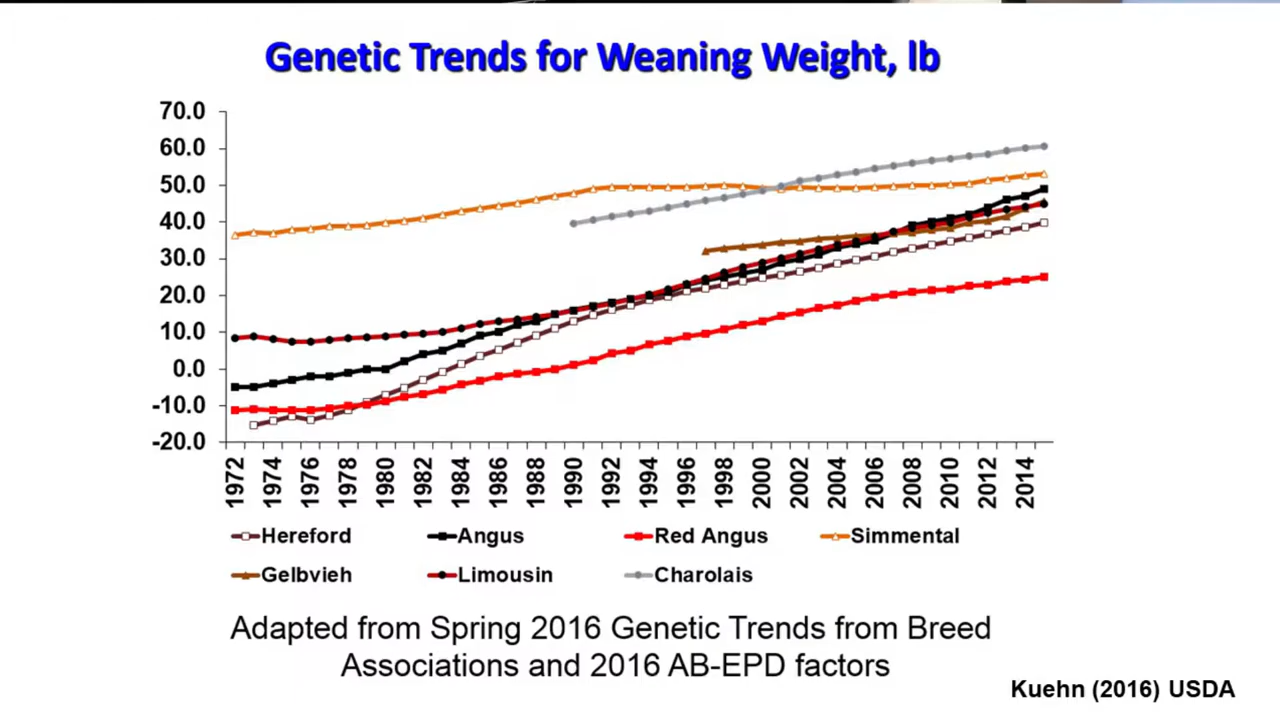 Genetic Trends for Weaning Weight, lb
70.0
60.0
50.0
40.0
30.0
20.0
10.0
0.0
-10.0
-20.0
1972 1974 1976 1978 1980 1982 1984 1986 1988 1990 1992 1994 1996 1998 2000 2002 2004 2006 2008 2010 2012 2014
Hereford Angus Red Angus Simmental
Gelbvieh Limousin Charolais
Adapted from Spring 2016 Genetic Trends from Breed
Associations and 2016 AB-EPD factors
Kuehn (2016) USDA